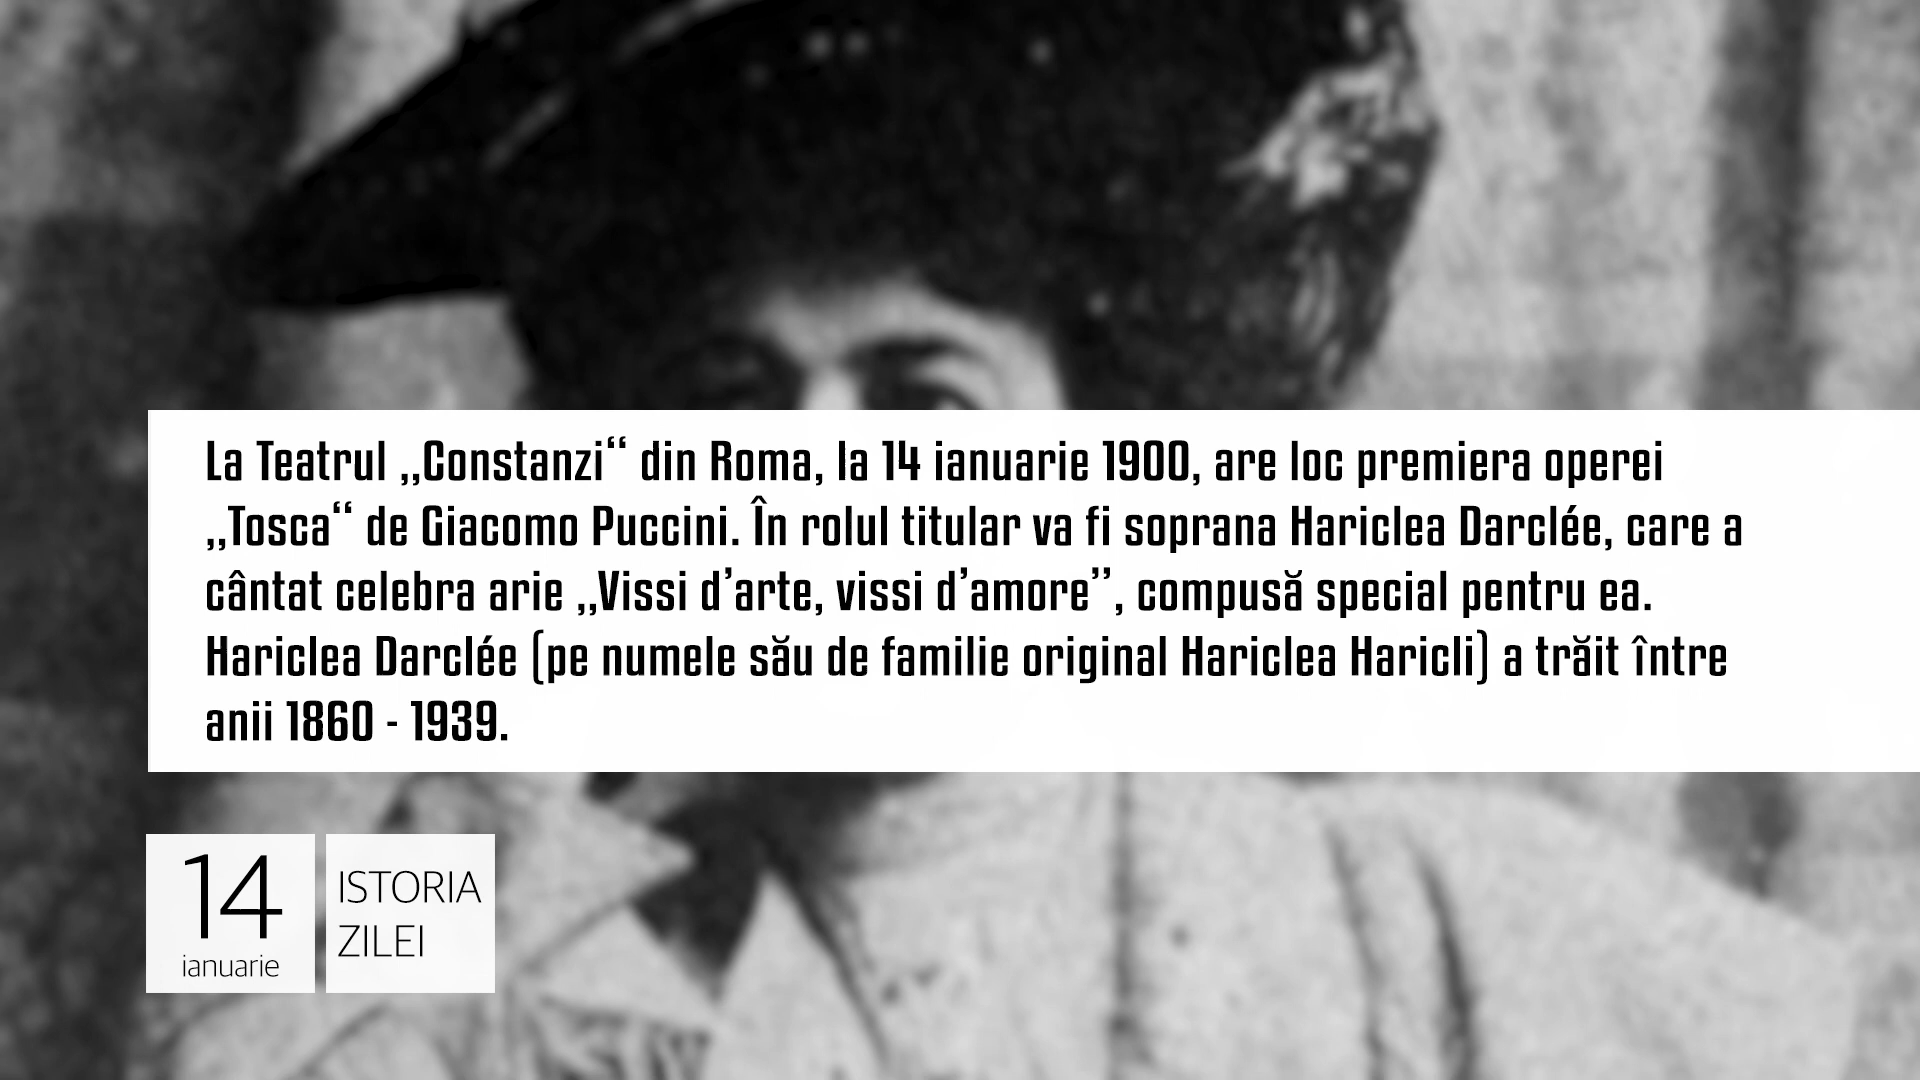 La Teatrul „Constanzi“ din Roma, la 14 ianuarie 1900, are loc premiera operei
„Tosca“ de Giacomo Puccini. În rolul titular va fi soprana Hariclea Darclée, care a
cântat celebra arie „Vissi d’arte, vissi d’amore”, compusă special pentru ea.
Hariclea Darclée (pe numele său de familie original Hariclea Haricli) a trăit între
anii 1860 - 1939.
14
ianuarie
ISTORIA
ZILEI